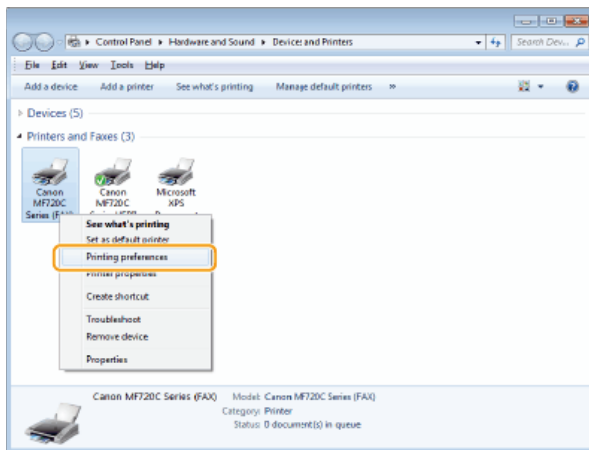 Control Panel ▸ Hardware and Sound ▸ Devices and Printers
Search Dev...
File Edit View Tools Help
Add a device Add a printer See what's printing Manage default printers »
Devices (5)
Printers and Faxes (3)
Canon MF720C Series (F
Canon MF720C
Microsoft XPS
See what's printing
Set as default printer
Printing preferences
Printer properties
Create shortcut
Troubleshoot
Remove device
Properties
Canon MF720C Series (FAX) Model: Canon MF720C Series (FAX)
Category: Printer
Status: 0 document(s) in queue